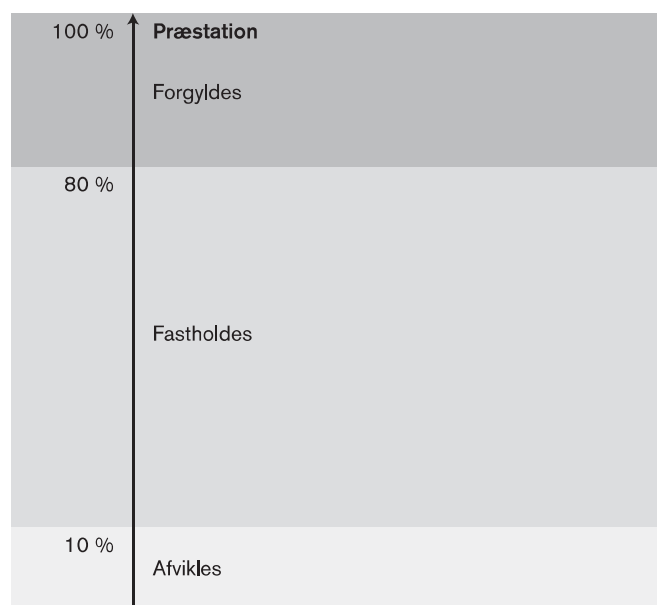 100 % Præstation
Forgyldes
80 %
Fastholdes
10 %
Afvikles